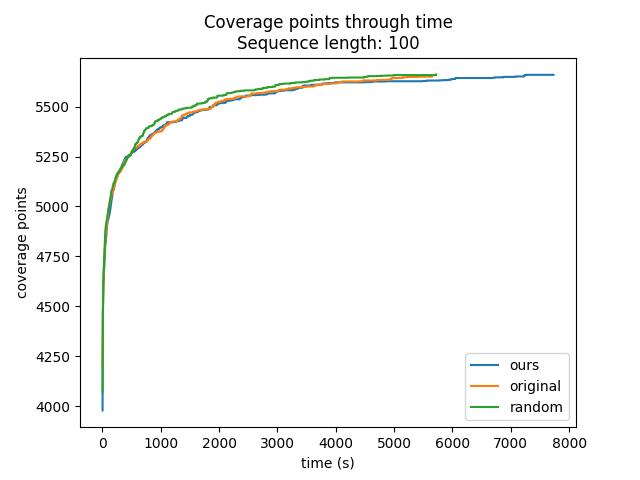 Coverage points through time
Sequence length: 100
coverage points
5500
5250
5000
4750
4500
4250
4000
ours
original
random
0 1000 2000 3000 4000 5000 6000 7000 8000
time (s)